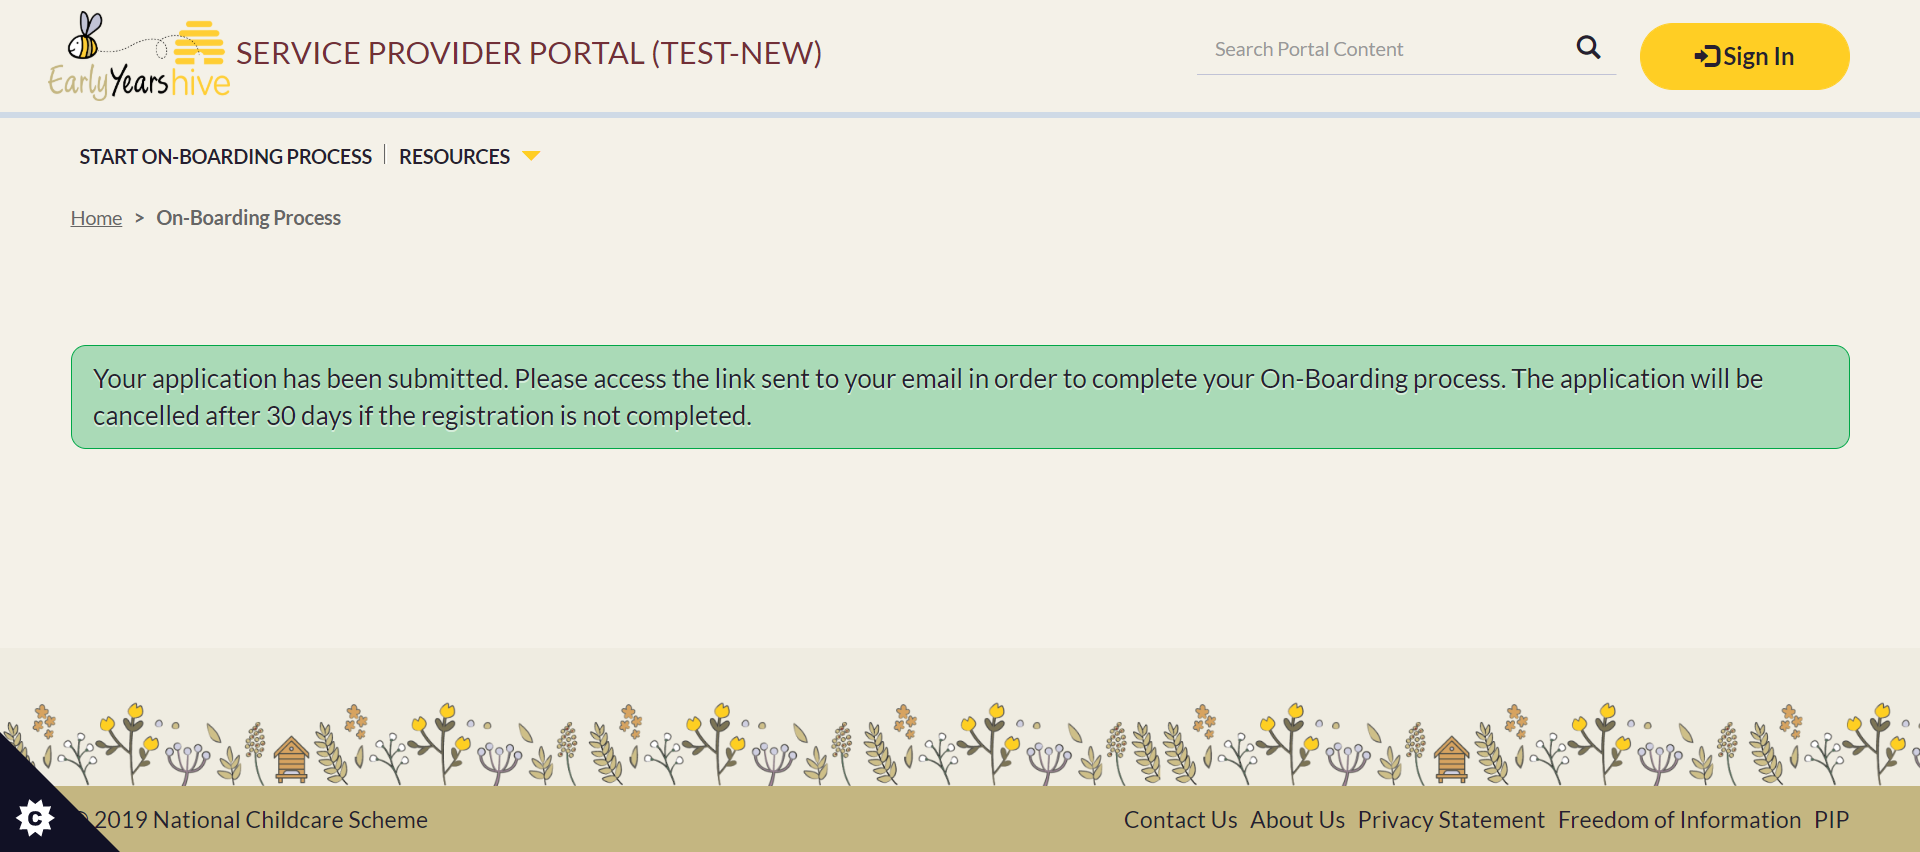 Early Years hive
SERVICE PROVIDER PORTAL (TEST-NEW)
Search Portal Content
Sign In
START ON-BOARDING PROCESS
RESOURCES
Home > On-Boarding Process
Your application has been submitted. Please access the link sent to your email in order to complete your On-Boarding process. The application will be
cancelled after 30 days if the registration is not completed.
C
2019 National Childcare Scheme
Contact Us About Us Privacy Statement Freedom of Information PIP